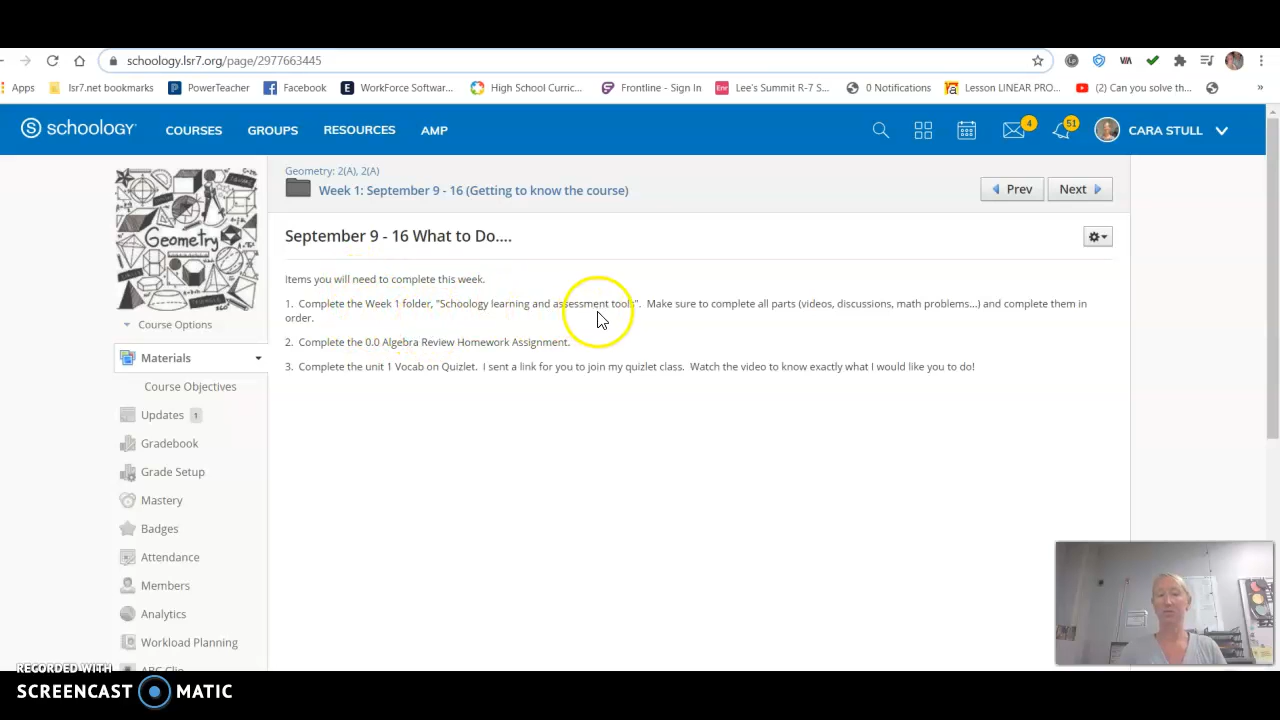 schoology.lsr7.org/page/2977663445
Apps lsr7.net bookmarks PowerTeacher Facebook WorkForce Softwar... High School Curric... Frontline - Sign In Lee's Summit R-7 S... 0 Notifications Lesson LINEAR PRO... (2) Can you solve th... »
S schoology COURSES GROUPS RESOURCES AMP 4 51 CARA STULL
Geometry: 2(A), 2(A)
Week 1: September 9 - 16 (Getting to know the course) Prev Next
Geometry
September 9 - 16 What to Do....
Items you will need to complete this week.
1. Complete the Week 1 folder, "Schoology learning and assessment tools". Make sure to complete all parts (videos, discussions, math problems...) and complete them in
order.
2. Complete the 0.0 Algebra Review Homework Assignment.
3. Complete the unit 1 Vocab on Quizlet. I sent a link for you to join my quizlet class. Watch the video to know exactly what I would like you to do!
Course Options
Materials
Course Objectives
Updates 1
Gradebook
Grade Setup
Mastery
Badges
Attendance
Members
Analytics
Workload Planning
ABC Clio
RECORDED WITH
SCREENCAST MATIC